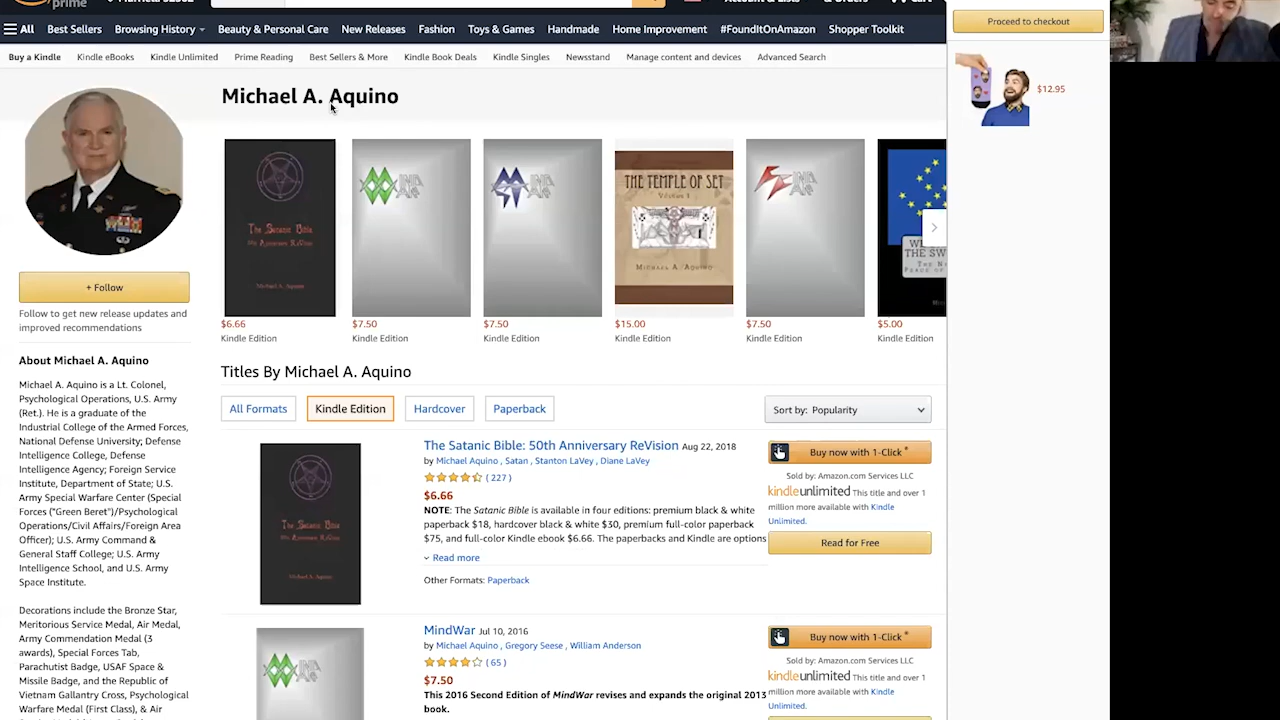 prime
Account & Lists
& Orders
Cart
All
Best Sellers
Browsing History
Beauty & Personal Care
New Releases
Fashion
Toys & Games
Handmade
Home Improvement
#FoundItOnAmazon
Shopper Toolkit
Proceed to checkout
Buy a Kindle
Kindle eBooks
Kindle Unlimited
Prime Reading
Best Sellers & More
Kindle Book Deals
Kindle Singles
Newsstand
Manage content and devices
Advanced Search
$12.95
Michael A. Aquino
The Satanic Bible
Michael A. Aquino
THE TEMPLE OF SET
Volume I
MICHAEL A. AQUINO
$6.66
Kindle Edition
$7.50
Kindle Edition
$7.50
Kindle Edition
$15.00
Kindle Edition
$7.50
Kindle Edition
$5.00
Kindle Edition
+ Follow
Follow to get new release updates and
improved recommendations
About Michael A. Aquino
Michael A. Aquino is a Lt. Colonel,
Psychological Operations, U.S. Army
(Ret.). He is a graduate of the
Industrial College of the Armed Forces,
National Defense University; Defense
Intelligence College, Defense
Intelligence Agency; Foreign Service
Institute, Department of State; U.S.
Army Special Warfare Center (Special
Forces ("Green Beret")/Psychological
Operations/Civil Affairs/Foreign Area
Officer); U.S. Army Command &
General Staff College; U.S. Army
Intelligence School, and U.S. Army
Space Institute.
Decorations include the Bronze Star,
Meritorious Service Medal, Air Medal,
Army Commendation Medal (3
awards), Special Forces Tab,
Parachutist Badge, USAF Space &
Missile Badge, and the Republic of
Vietnam Gallantry Cross, Psychological
Warfare Medal (First Class), & Air
Titles By Michael A. Aquino
All Formats
Kindle Edition
Hardcover
Paperback
Sort by: Popularity
The Satanic Bible
Michael A. Aquino
The Satanic Bible: 50th Anniversary ReVision Aug 22, 2018
by Michael Aquino , Satan , Stanton LaVey , Diane LaVey
( 227 )
$6.66
NOTE: The Satanic Bible is available in four editions: premium black & white
paperback $18, hardcover black & white $30, premium full-color paperback
$75, and full-color Kindle ebook $6.66. The paperbacks and Kindle are options
Read more
Other Formats: Paperback
Buy now with 1-Click
Sold by: Amazon.com Services LLC
kindleunlimited This title and over 1
million more available with Kindle
Unlimited.
Read for Free
MindWar Jul 10, 2016
by Michael Aquino , Gregory Seese , William Anderson
( 65 )
$7.50
This 2016 Second Edition of MindWar revises and expands the original 2013
book.
Buy now with 1-Click
Sold by: Amazon.com Services LLC
kindleunlimited This title and over 1
million more available with Kindle
Unlimited.